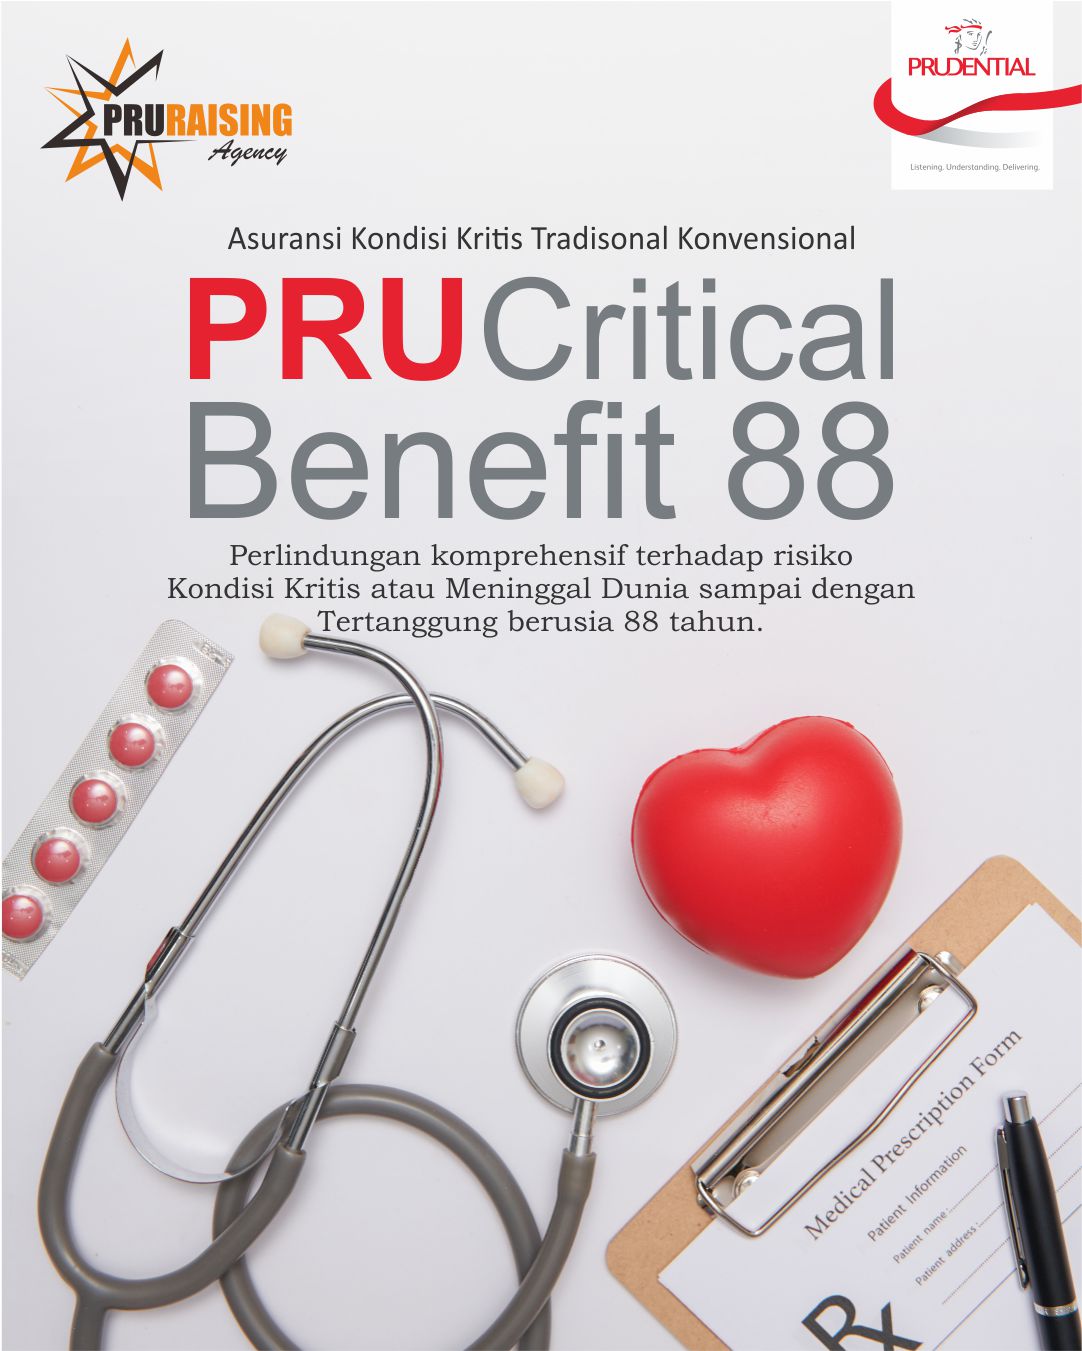 PRURAISING
Agency
PRUDENTIAL
Listening. Understanding. Delivering.
Asuransi Kondisi Kritis Tradisonal Konvensional
PRUCritical
Benefit 88
Perlindungan komprehensif terhadap risiko
Kondisi Kritis atau Meninggal Dunia sampai dengan
Tertanggung berusia 88 tahun.
Medical Prescription Form
Patient Information
Patient name :
Patient address :
Rx